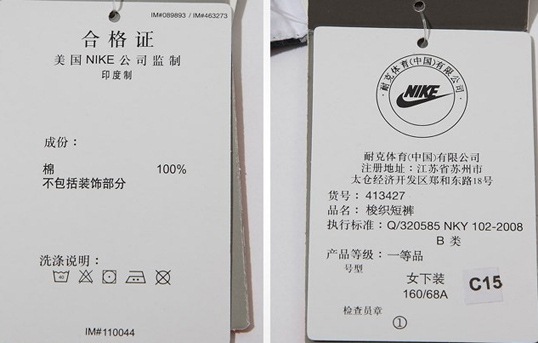 IM#089893 / IM#463273
合格证
美国NIKE公司监制
印度制
成份：
棉 100%
不包括装饰部分
洗涤说明：
40
IM#110044
·耐克体育(中国)有限公司·
NIKE
耐克体育(中国)有限公司
注册地址：江苏省苏州市
太仓经济开发区郑和东路18号
货号：413427
品名：梭织短裤
执行标准：Q/320585 NKY 102-2008
B 类
产品等级：一等品
号型
女下装
160/68A
C15
检查员章
①